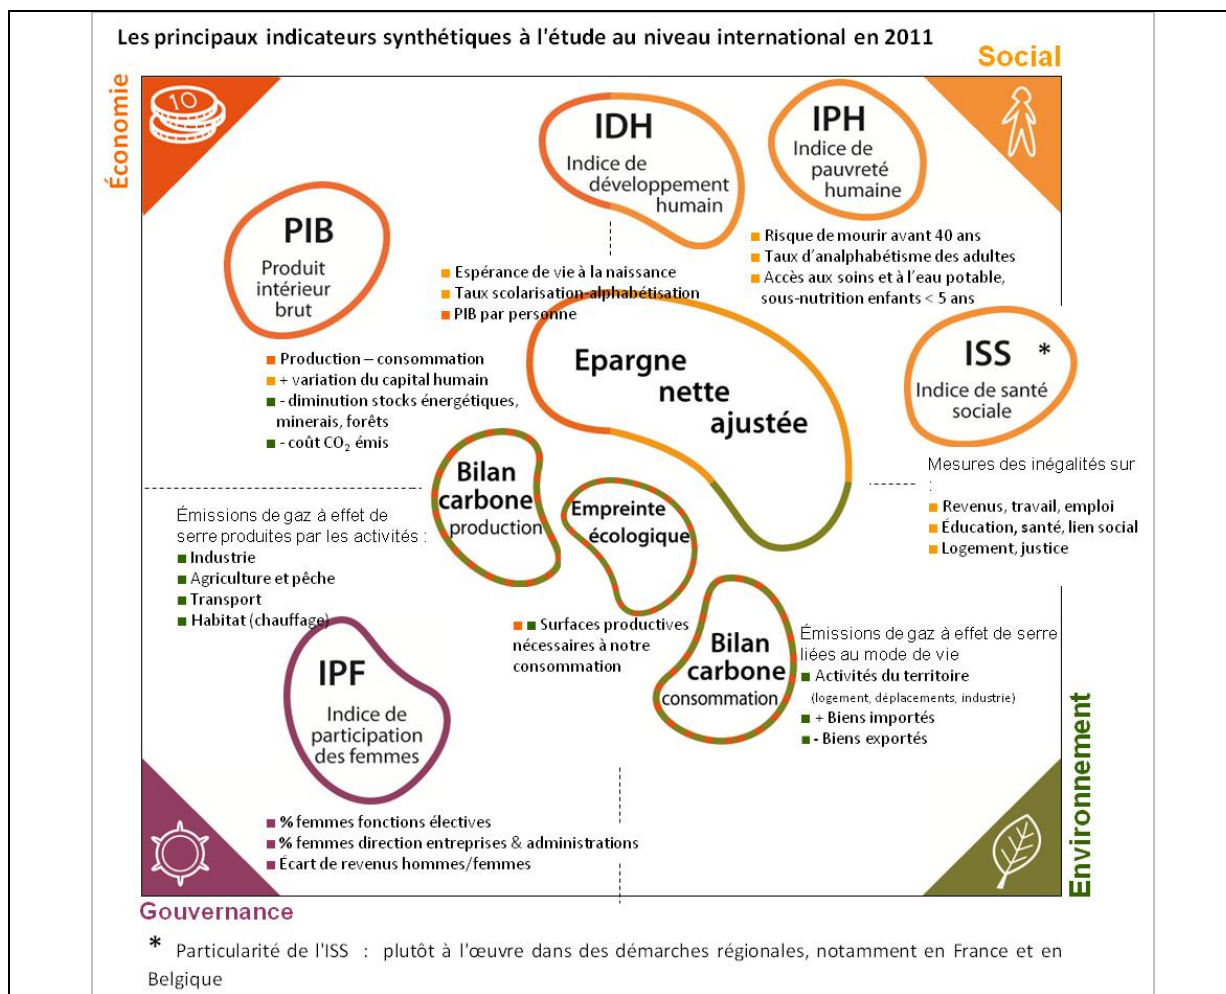 Les principaux indicateurs synthétiques à l'étude au niveau international en 2011
Social
Économie
10
IDH
Indice de
développement
humain
IPH
Indice de
pauvreté
humaine
PIB
Produit
intérieur
brut
Risque de mourir avant 40 ans
Taux d'analphabétisme des adultes
Accès aux soins et à l'eau potable,
sous-nutrition enfants < 5 ans
Espérance de vie à la naissance
Taux scolarisation-alphabétisation
PIB par personne
Epargne
nette
ajustée
ISS *
Indice de santé
sociale
Production – consommation
+ variation du capital humain
- diminution stocks énergétiques,
minerais, forêts
- coût CO₂ émis
Bilan
carbone
production
Empreinte
écologique
Mesures des inégalités sur
:
Revenus, travail, emploi
Éducation, santé, lien social
Logement, justice
Émissions de gaz à effet de
serre produites par les activités :
Industrie
Agriculture et pêche
Transport
Habitat (chauffage)
Surfaces productives
nécessaires à notre
consommation
Bilan
carbone
consommation
Émissions de gaz à effet de serre
liées au mode de vie
Activités du territoire
(logement, déplacements, industrie)
+ Biens importés
- Biens exportés
IPF
Indice de
participation
des femmes
% femmes fonctions électives
% femmes direction entreprises & administrations
Écart de revenus hommes/femmes
Environnement
Gouvernance
* Particularité de l'ISS : plutôt à l'œuvre dans des démarches régionales, notamment en France et en
Belgique